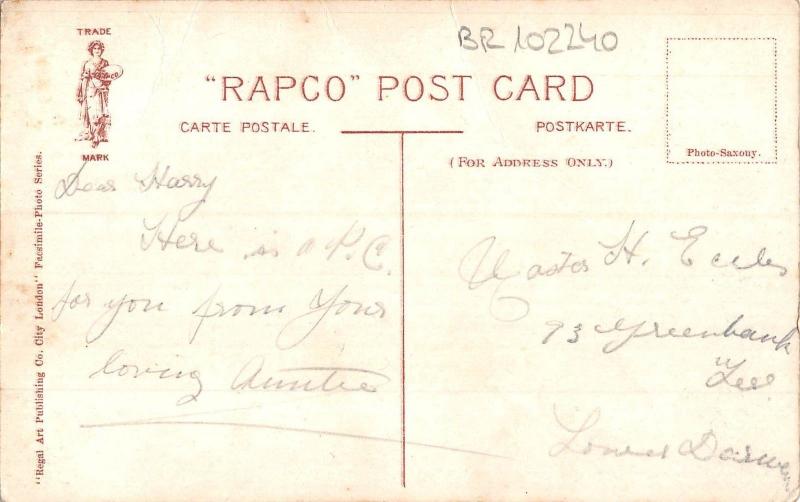 BR 102240
TRADE
MARK
"RAPCO" POST CARD
CARTE POSTALE.
POSTKARTE.
(FOR ADDRESS ONLY.)
Photo-Saxony.
"Regal Art Publishing Co. City London" Facsimile-Photo Series.
Dear Harry
Here is a P.C.
for you from Your
loving Auntie
Master H. Eccles
93 Greenbank
Lower Darwen